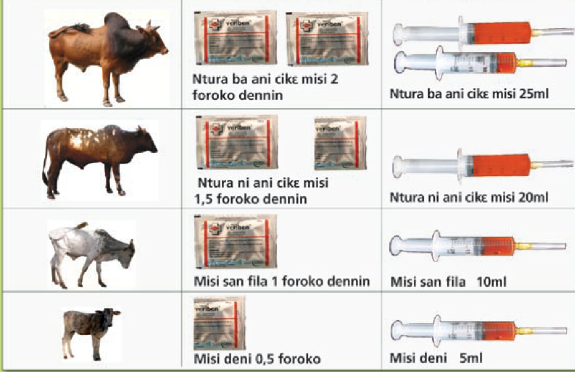 veriben
veriben
Ntura ba ani cikɛ misi 2
foroko dennin
Ntura ba ani cikɛ misi 25ml
veriben
Ntura ni ani cikɛ misi
1,5 foroko dennin
Ntura ni ani cikɛ misi 20ml
veriben
Misi san fila 1 foroko dennin
Misi san fila 10ml
Misi deni 0,5 foroko
Misi deni 5ml